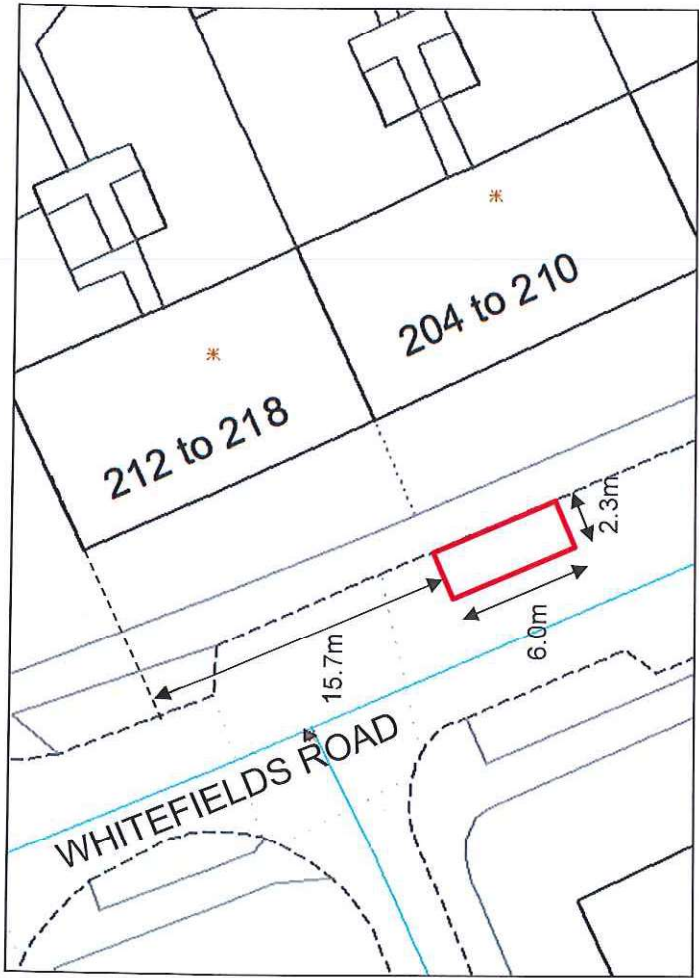 204 to 210
212 to 218
2.3m
6.0m
15.7m
WHITEFIELDS ROAD